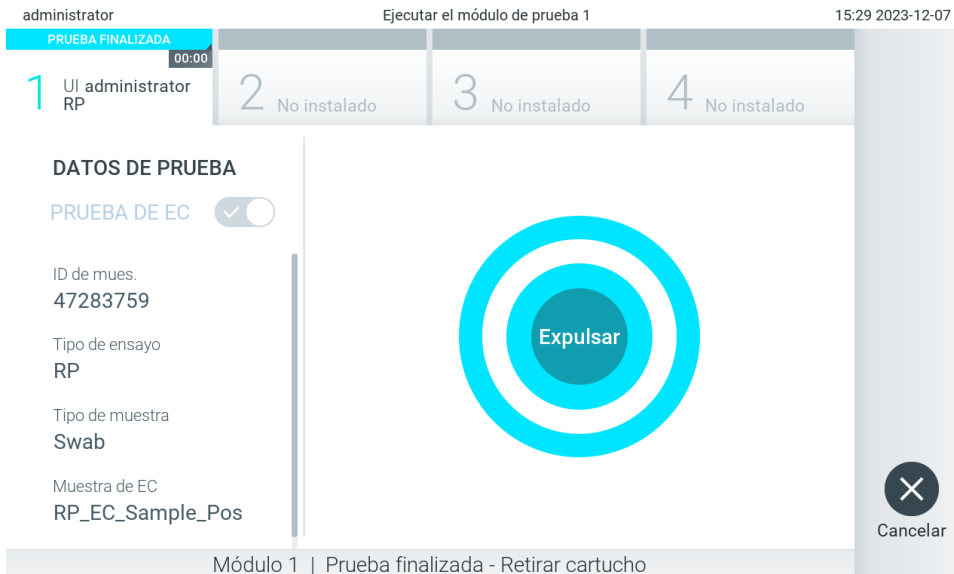 administrator
Ejecutar el módulo de prueba 1
15:29 2023-12-07
PRUEBA FINALIZADA
00:00
1
UI administrator
RP
2
No instalado
3
No instalado
4
No instalado
DATOS DE PRUEBA
PRUEBA DE EC
ID de mues.
47283759
Tipo de ensayo
RP
Tipo de muestra
Swab
Muestra de EC
RP_EC_Sample_Pos
Expulsar
Cancelar
Módulo 1 | Prueba finalizada - Retirar cartucho